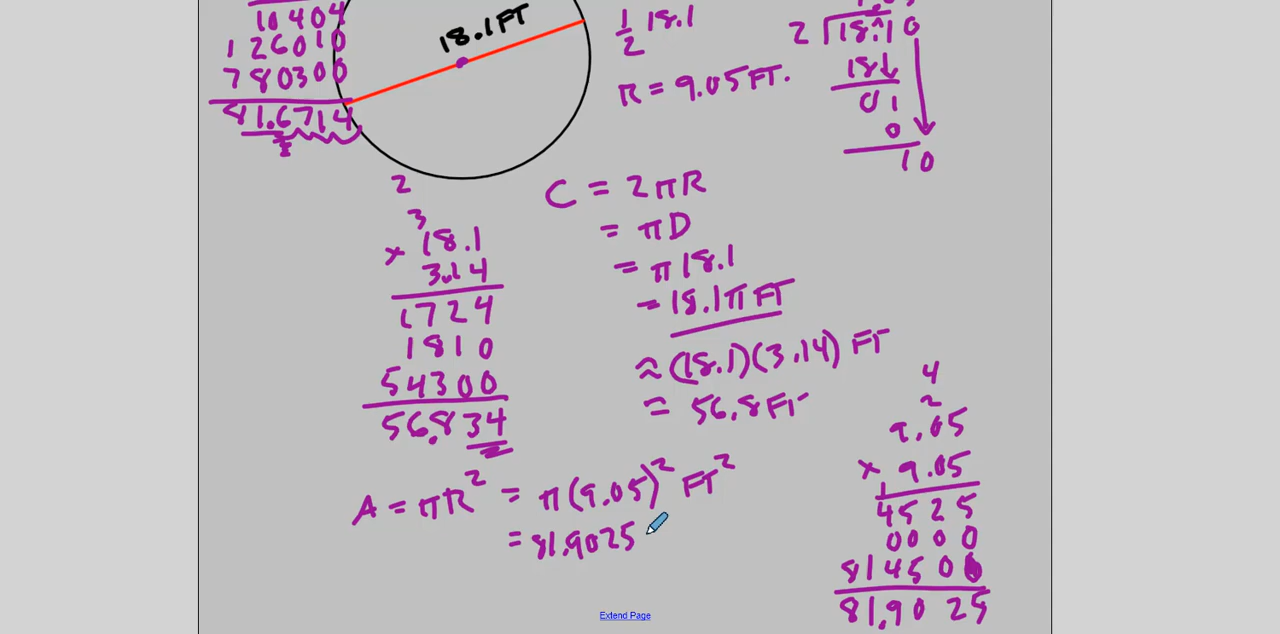 10404
126010
780300
81.6714
18.1 FT
1/2 18.1
R = 9.05 FT.
2 18.10
18
01
0
10
C = 2πR
= πD
= π18.1
= 18.1π FT
≈ (18.1)(3.14) FT
= 56.8 FT
2
3
× 18.1
3.14
1724
1810
54300
56.834
A = πR² = π(9.05)² FT²
= 81.9025
4
2
9.05
× 9.05
1
4525
0000
814500
81.9025
Extend Page